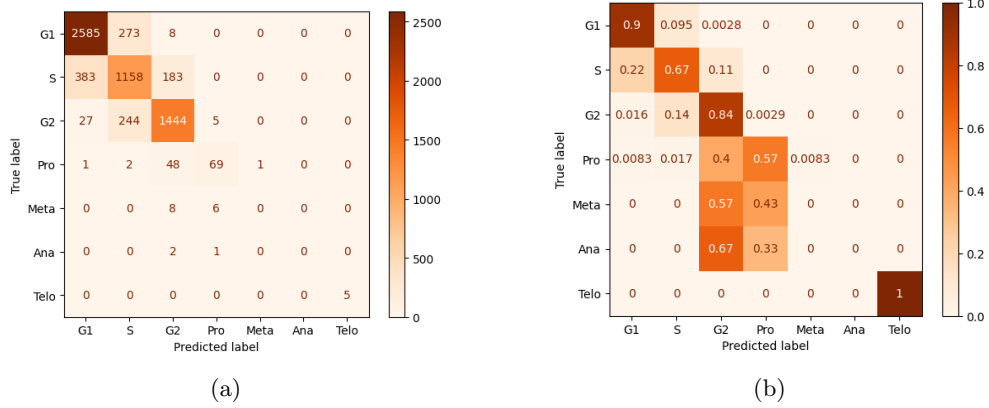 G1 2585 273 8 0 0 0 0
S 383 1158 183 0 0 0 0
G2 27 244 1444 5 0 0 0
Pro 1 2 48 69 1 0 0
Meta 0 0 8 6 0 0 0
Ana 0 0 2 1 0 0 0
Telo 0 0 0 0 0 0 5
G1 S G2 Pro Meta Ana Telo
Predicted label
True label
2500
2000
1500
1000
500
0
(a)
G1 0.9 0.095 0.0028 0 0 0 0
S 0.22 0.67 0.11 0 0 0 0
G2 0.016 0.14 0.84 0.0029 0 0 0
Pro 0.0083 0.017 0.4 0.57 0.0083 0 0
Meta 0 0 0.57 0.43 0 0 0
Ana 0 0 0.67 0.33 0 0 0
Telo 0 0 0 0 0 0 1
G1 S G2 Pro Meta Ana Telo
Predicted label
True label
1.0
0.8
0.6
0.4
0.2
0.0
(b)